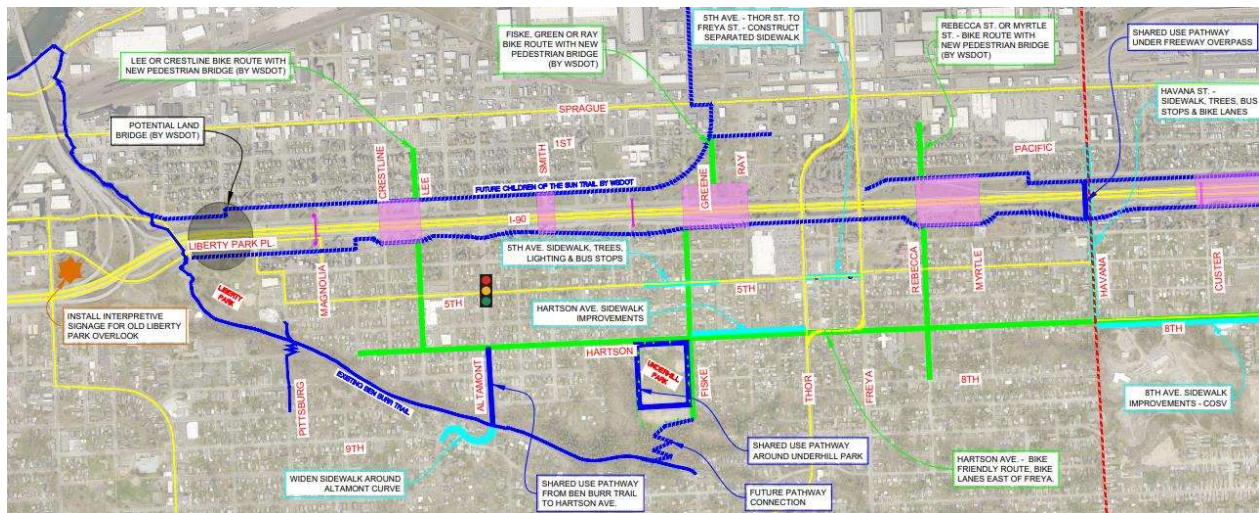 LEE OR CRESTLINE BIKE ROUTE WITH
NEW PEDESTRIAN BRIDGE (BY WSDOT)
FISKE, GREEN OR RAY
BIKE ROUTE WITH NEW
PEDESTRIAN BRIDGE
(BY WSDOT)
5TH AVE. - THOR ST. TO
FREYA ST. - CONSTRUCT
SEPARATED SIDEWALK
REBECCA ST. OR MYRTLE
ST. - BIKE ROUTE WITH
NEW PEDESTRIAN BRIDGE
(BY WSDOT)
SHARED USE PATHWAY
UNDER FREEWAY OVERPASS
HAVANA ST. -
SIDEWALK, TREES, BUS
STOPS & BIKE LANES
POTENTIAL LAND
BRIDGE (BY WSDOT)
SPRAGUE
1ST
PACIFIC
CRESTLINE
LEE
SMITH
GREENE
RAY
FUTURE CHILDREN OF THE SUN TRAIL BY WSDOT
I-90
LIBERTY PARK PL.
5TH AVE. SIDEWALK, TREES,
LIGHTING & BUS STOPS
MAGNOLIA
REBECCA
MYRTLE
HAVANA
CUSTER
LIBERTY
PARK
5TH
5TH
INSTALL INTERPRETIVE
SIGNAGE FOR OLD LIBERTY
PARK OVERLOOK
HARTSON AVE. SIDEWALK
IMPROVEMENTS
8TH
HARTSON
UNDERHILL
PARK
ALTAMONT
FISKE
THOR
FREYA
8TH
PITTSBURG
EXISTING BEN BURR TRAIL
9TH
8TH AVE. SIDEWALK
IMPROVEMENTS - COSV
WIDEN SIDEWALK AROUND
ALTAMONT CURVE
SHARED USE PATHWAY
FROM BEN BURR TRAIL
TO HARTSON AVE.
SHARED USE PATHWAY
AROUND UNDERHILL PARK
FUTURE PATHWAY
CONNECTION
HARTSON AVE. - BIKE
FRIENDLY ROUTE, BIKE
LANES EAST OF FREYA.